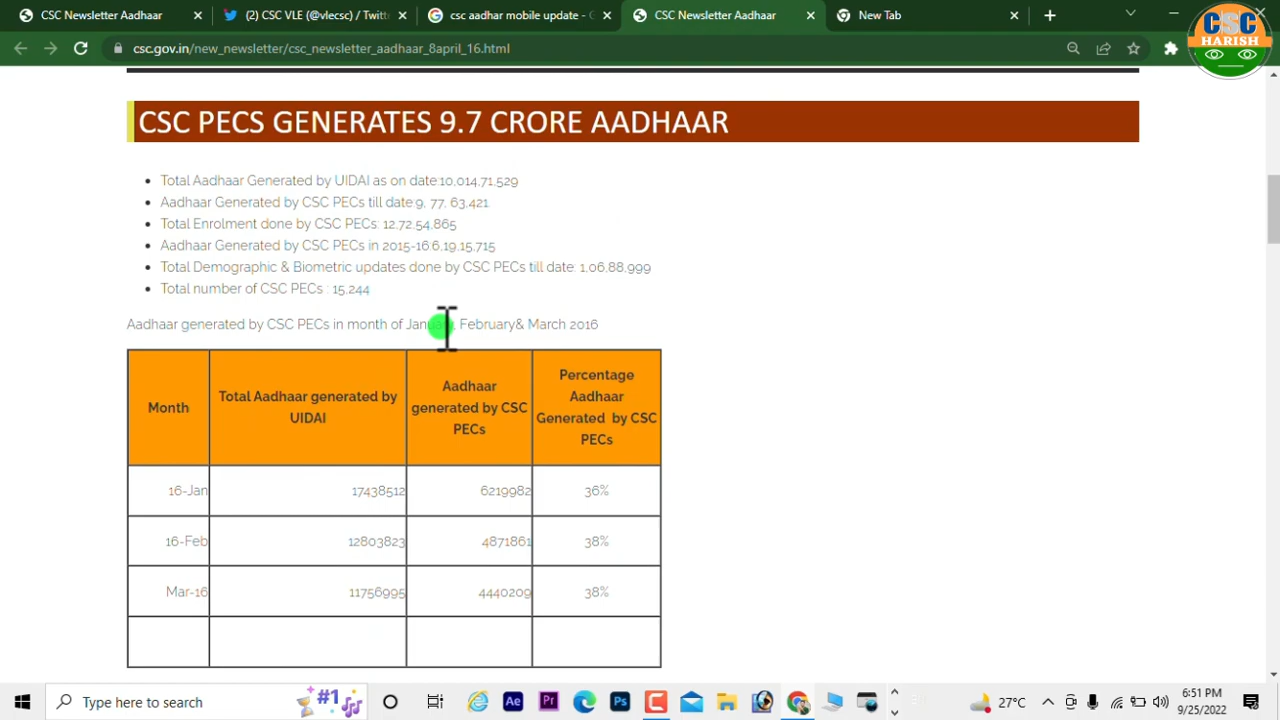 CSC Newsletter Aadhaar
(2) CSC VLE (@vlecsc) / Twitt
csc aadhar mobile update - G
CSC Newsletter Aadhaar
New Tab
csc.gov.in/new_newsletter/csc_newsletter_aadhaar_8april_16.html
CSC
HARISH
CSC PECS GENERATES 9.7 CRORE AADHAAR
Total Aadhaar Generated by UIDAI as on date:10,014,71,529
Aadhaar Generated by CSC PECs till date:9, 77, 63,421
Total Enrolment done by CSC PECs: 12,72,54,865
Aadhaar Generated by CSC PECs in 2015-16:6,19,15,715
Total Demographic & Biometric updates done by CSC PECs till date: 1,06,88,999
Total number of CSC PECs : 15,244
Aadhaar generated by CSC PECs in month of January, February& March 2016
Month
Total Aadhaar generated by UIDAI
Aadhaar generated by CSC PECs
Percentage Aadhaar Generated by CSC PECs
16-Jan 17438512 6219982 36%
16-Feb 12803823 4871861 38%
Mar-16 11756995 4440209 38%
Type here to search
#1
Ae
Pr
Ps
27°C
6:51 PM
9/25/2022